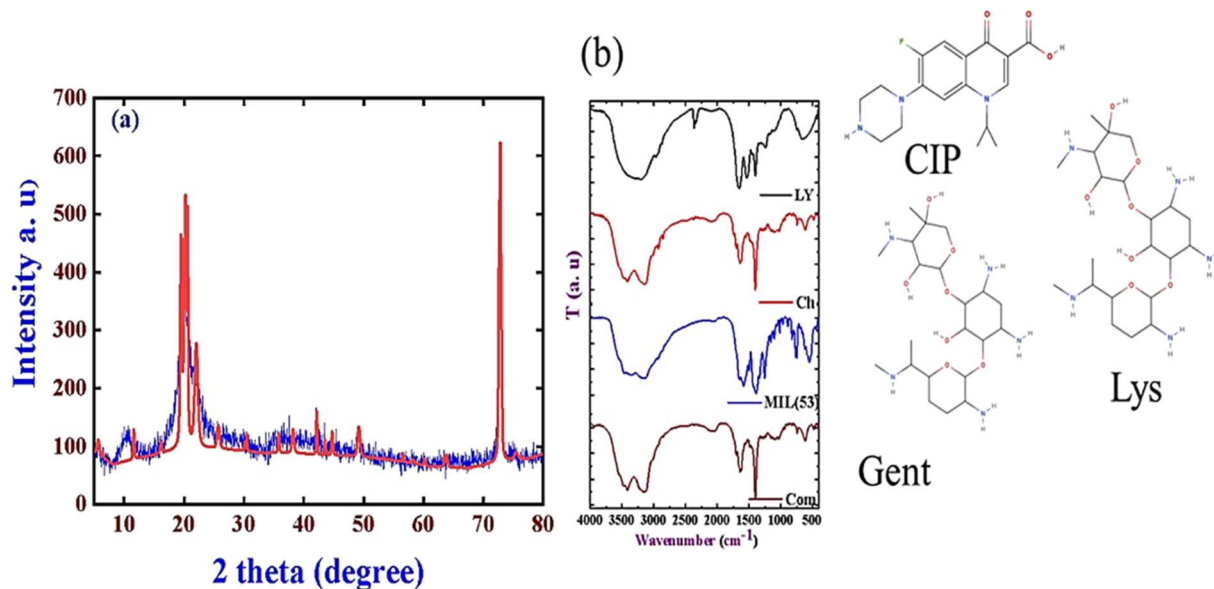 (a)
Intensity a. u
700
600
500
400
300
200
100
0
10
20
30
40
50
60
70
80
2 theta (degree)
(b)
T (a. u)
LY
Ch
MIL(53)
Com
4000
3500
3000
2500
2000
1500
1000
500
Wavenumber (cm⁻¹)
F
O
O
O
H
N
N
N
H
CIP
O
H
N
H
O
O
H
O
N
H
H
O
H
O
N
H
H
O
O
N
H
N
H
H
Gent
O
H
N
H
O
O
H
O
N
H
H
O
H
O
N
H
O
O
N
H
N
H
H
Lys